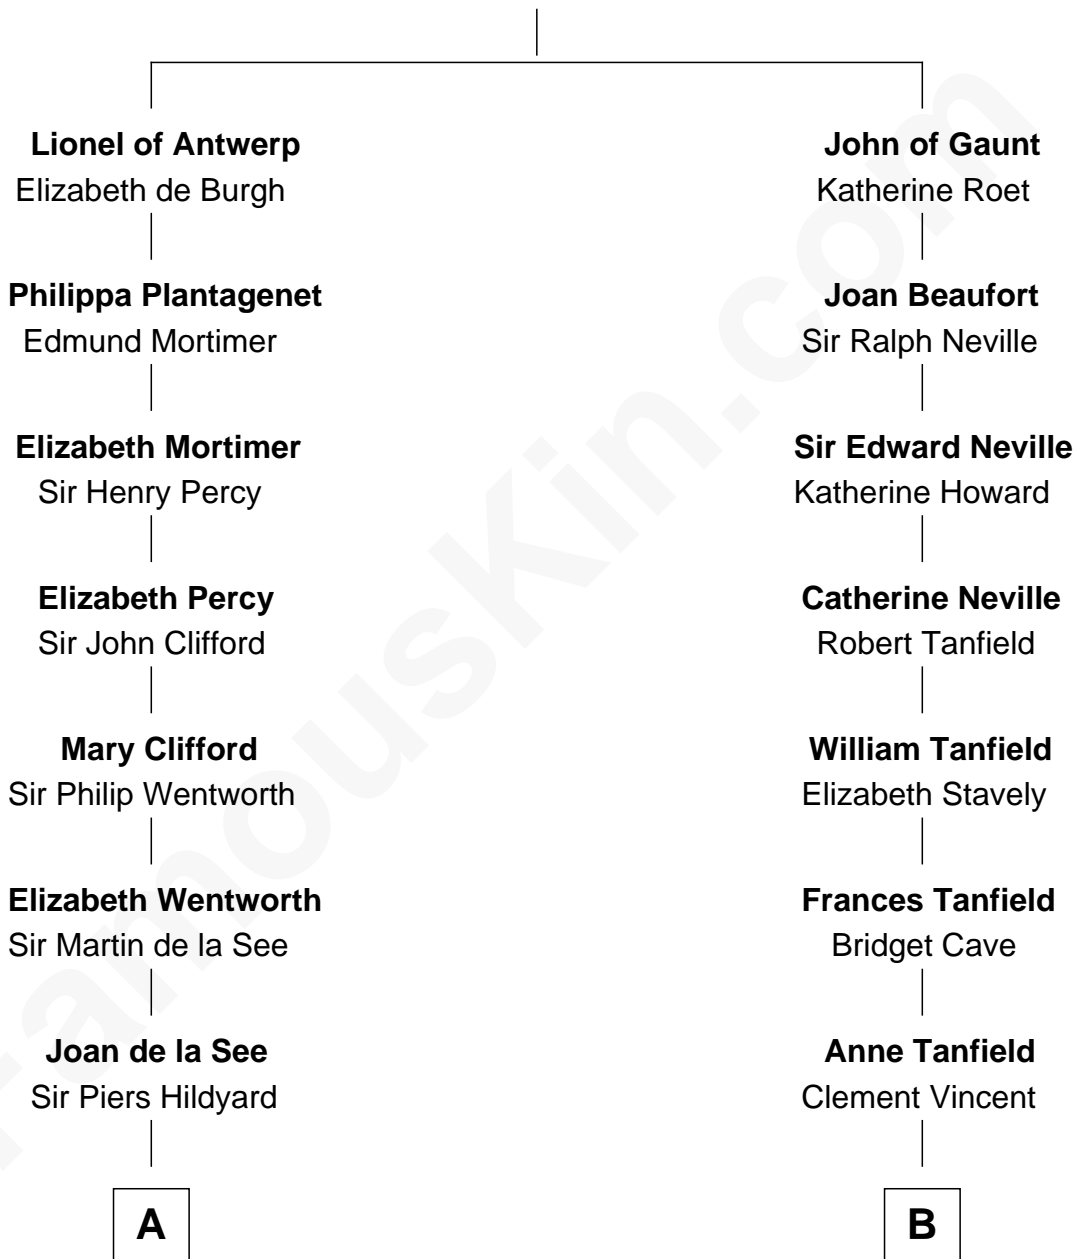 Lionel of Antwerp
Elizabeth de Burgh
Philippa Plantagenet
Edmund Mortimer
Elizabeth Mortimer
Sir Henry Percy
Elizabeth Percy
Sir John Clifford
Mary Clifford
Sir Philip Wentworth
Elizabeth Wentworth
Sir Martin de la See
Joan de la See
Sir Piers Hildyard
A
John of Gaunt
Katherine Roet
Joan Beaufort
Sir Ralph Neville
Sir Edward Neville
Katherine Howard
Catherine Neville
Robert Tanfield
William Tanfield
Elizabeth Stavely
Frances Tanfield
Bridget Cave
Anne Tanfield
Clement Vincent
B
FamousKin.com